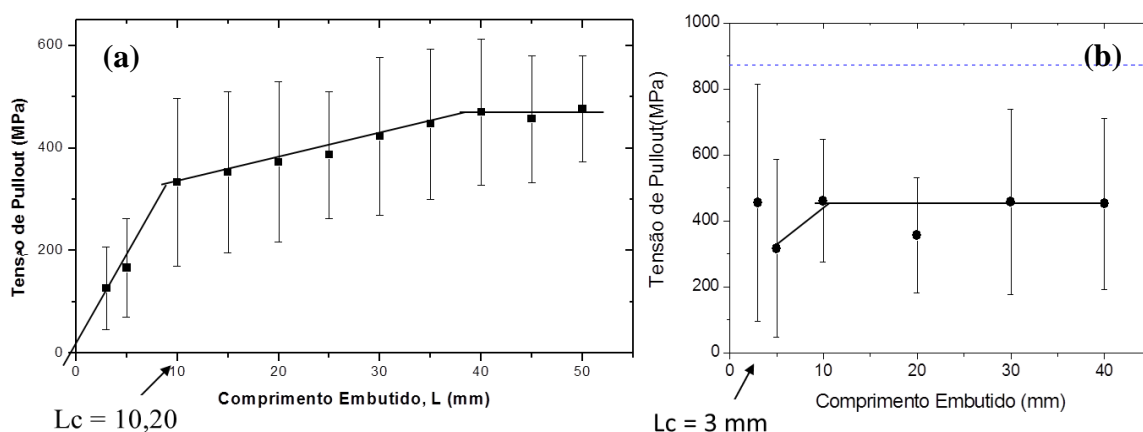 (a)
600
400
200
0
Tensão de Pullout (MPa)
0 10 20 30 40 50
Comprimento Embutido, L (mm)
Lc = 10,20
(b)
1000
800
600
400
200
0
Tensão de Pullout(MPa)
0 10 20 30 40
Comprimento Embutido (mm)
Lc = 3 mm